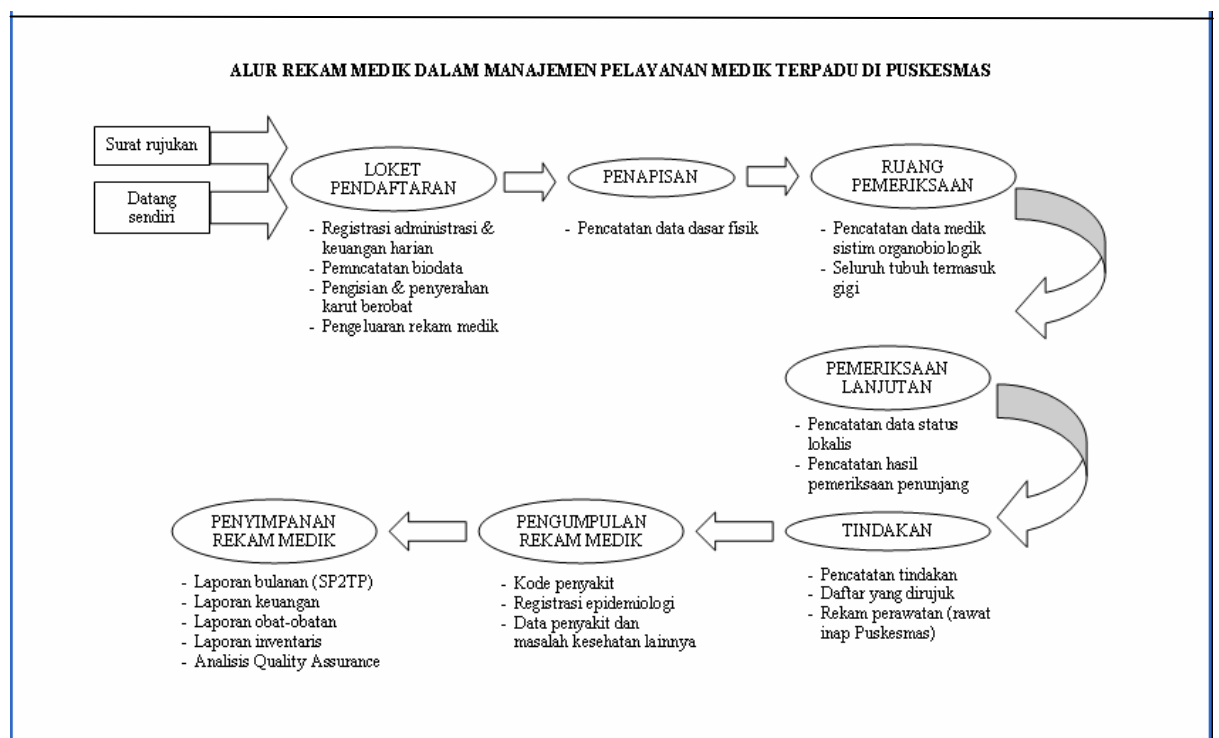 ALUR REKAM MEDIK DALAM MANAJEMEN PELAYANAN MEDIK TERPADU DI PUSKESMAS
Surat rujukan
Datang
sendiri
LOKET
PENDAFTARAN
- Registrasi administrasi &
keuangan harian
- Pemncatatan biodata
- Pengisian & penyerahan
karut berobat
- Pengeluaran rekam medik
PENAPISAN
- Pencatatan data dasar fisik
RUANG
PEMERIKSAAN
- Pencatatan data medik
sistim organobiologik
- Seluruh tubuh termasuk
gigi
PEMERIKSAAN
LANJUTAN
- Pencatatan data status
lokalis
- Pencatatan hasil
pemeriksaan penunjang
TINDAKAN
- Pencatatan tindakan
- Daftar yang dirujuk
- Rekam perawatan (rawat
inap Puskesmas)
PENGUMPULAN
REKAM MEDIK
- Kode penyakit
- Registrasi epidemiologi
- Data penyakit dan
masalah kesehatan lainnya
PENYIMPANAN
REKAM MEDIK
- Laporan bulanan (SP2TP)
- Laporan keuangan
- Laporan obat-obatan
- Laporan inventaris
- Analisis Quality Assurance